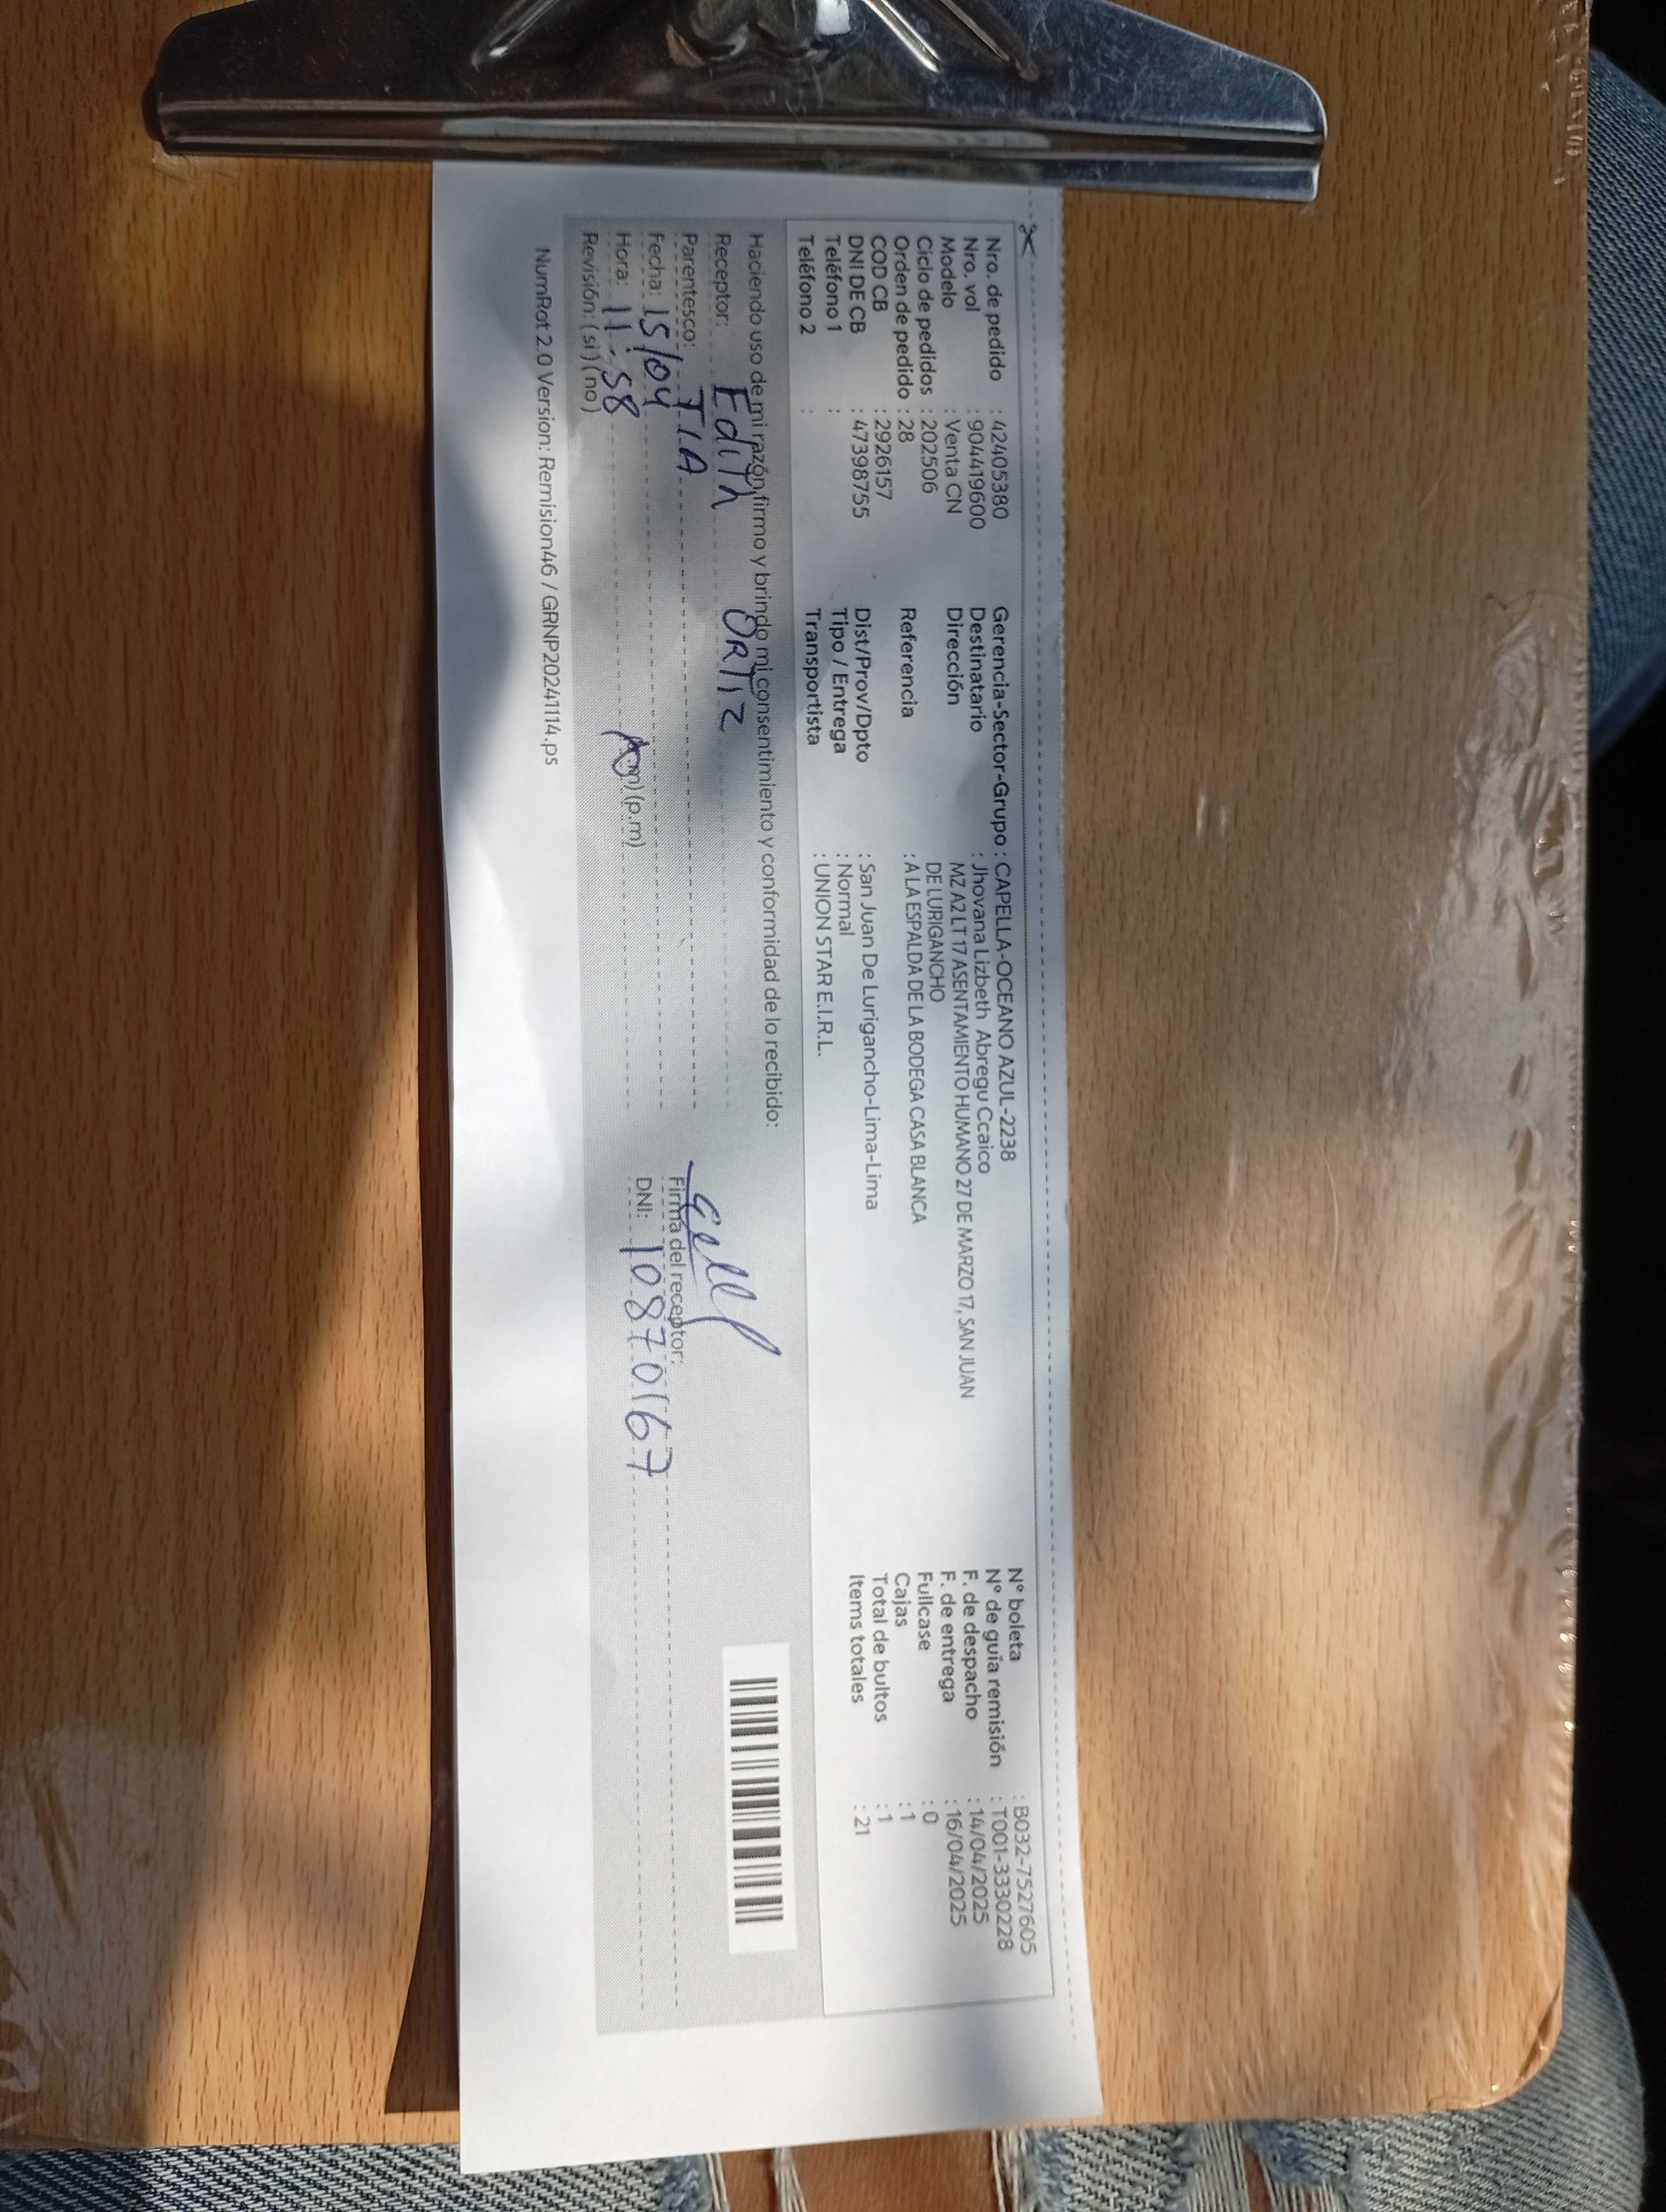 Nro. de pedido : 42405380
Nro. vol : 904419600
Modelo : Venta CN
Ciclo de pedidos : 202506
Orden de pedido : 28
COD CB : 2926157
DNI DE CB : 47398755
Teléfono 1 :
Teléfono 2 :
Gerencia-Sector-Grupo : CAPELLA-OCEANO AZUL-2238
Destinatario : Jhovana Lizbeth Abregu Ccaico
Dirección MZ A2 LT 17 ASENTAMIENTO HUMANO 27 DE MARZO 17, SAN JUAN
DE LURIGANCHO
Referencia : A LA ESPALDA DE LA BODEGA CASA BLANCA
Dist/Prov/Dpto : San Juan De Lurigancho-Lima-Lima
Tipo / Entrega : Normal
Transportista : UNION STAR E.I.R.L.
N° boleta : B032-7527605
N° de guía remisión : T001-3330228
F. de despacho : 14/04/2025
F. de entrega : 16/04/2025
Fullcase : 0
Cajas : 1
Total de bultos : 1
Items totales : 21
Haciendo uso de mi razón, firmo y brindo mi consentimiento y conformidad de lo recibido:
Receptor: Edith ORTIZ
Parentesco: TIA
Fecha: 15/04
Hora: 11:58 (a.m) (p.m)
Revisión: (si) (no)
Firma del receptor:
DNI: 10870167
NumRot 2.0 Version: Remision46 / GRNP20241114.ps